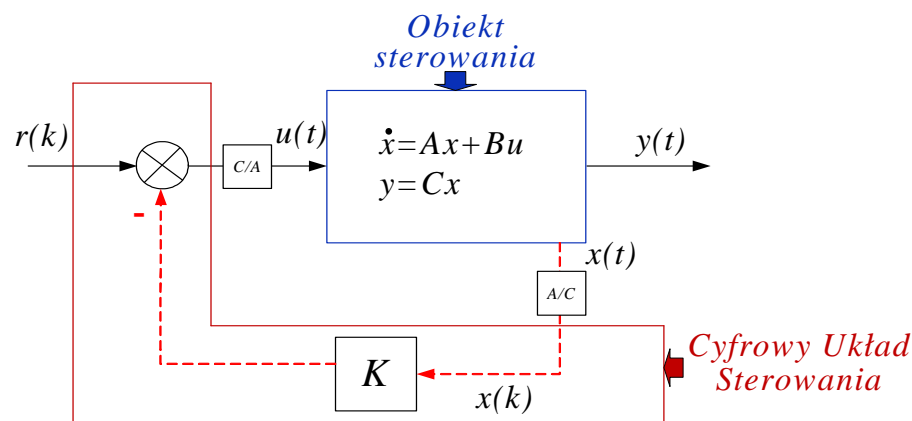 Obiekt
sterowania
r(k)
u(t)
y(t)
C/A
ẋ=Ax+Bu
y=Cx
-
x(t)
A/C
K
x(k)
Cyfrowy Układ
Sterowania